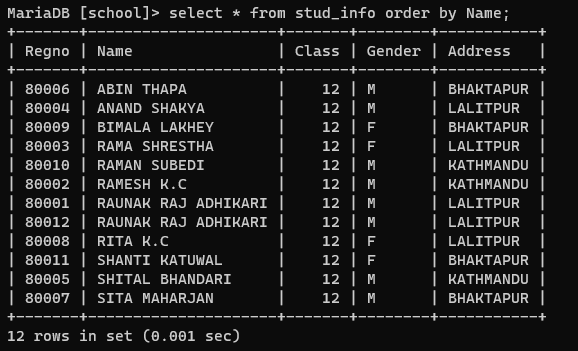 MariaDB [school]> select * from stud_info order by Name;
+-------+----------------------+-------+--------+-----------+
| Regno | Name                 | Class | Gender | Address   |
+-------+----------------------+-------+--------+-----------+
| 80006 | ABIN THAPA           |    12 | M      | BHAKTAPUR |
| 80004 | ANAND SHAKYA         |    12 | M      | LALITPUR  |
| 80009 | BIMALA LAKHEY        |    12 | F      | BHAKTAPUR |
| 80003 | RAMA SHRESTHA        |    12 | F      | LALITPUR  |
| 80010 | RAMAN SUBEDI         |    12 | M      | KATHMANDU |
| 80002 | RAMESH K.C           |    12 | M      | KATHMANDU |
| 80001 | RAUNAK RAJ ADHIKARI |    12 | M      | LALITPUR  |
| 80012 | RAUNAK RAJ ADHIKARI |    12 | M      | LALITPUR  |
| 80008 | RITA K.C             |    12 | F      | LALITPUR  |
| 80011 | SHANTI KATUWAL       |    12 | F      | BHAKTAPUR |
| 80005 | SHITAL BHANDARI      |    12 | M      | KATHMANDU |
| 80007 | SITA MAHARJAN        |    12 | M      | BHAKTAPUR |
+-------+----------------------+-------+--------+-----------+
12 rows in set (0.001 sec)